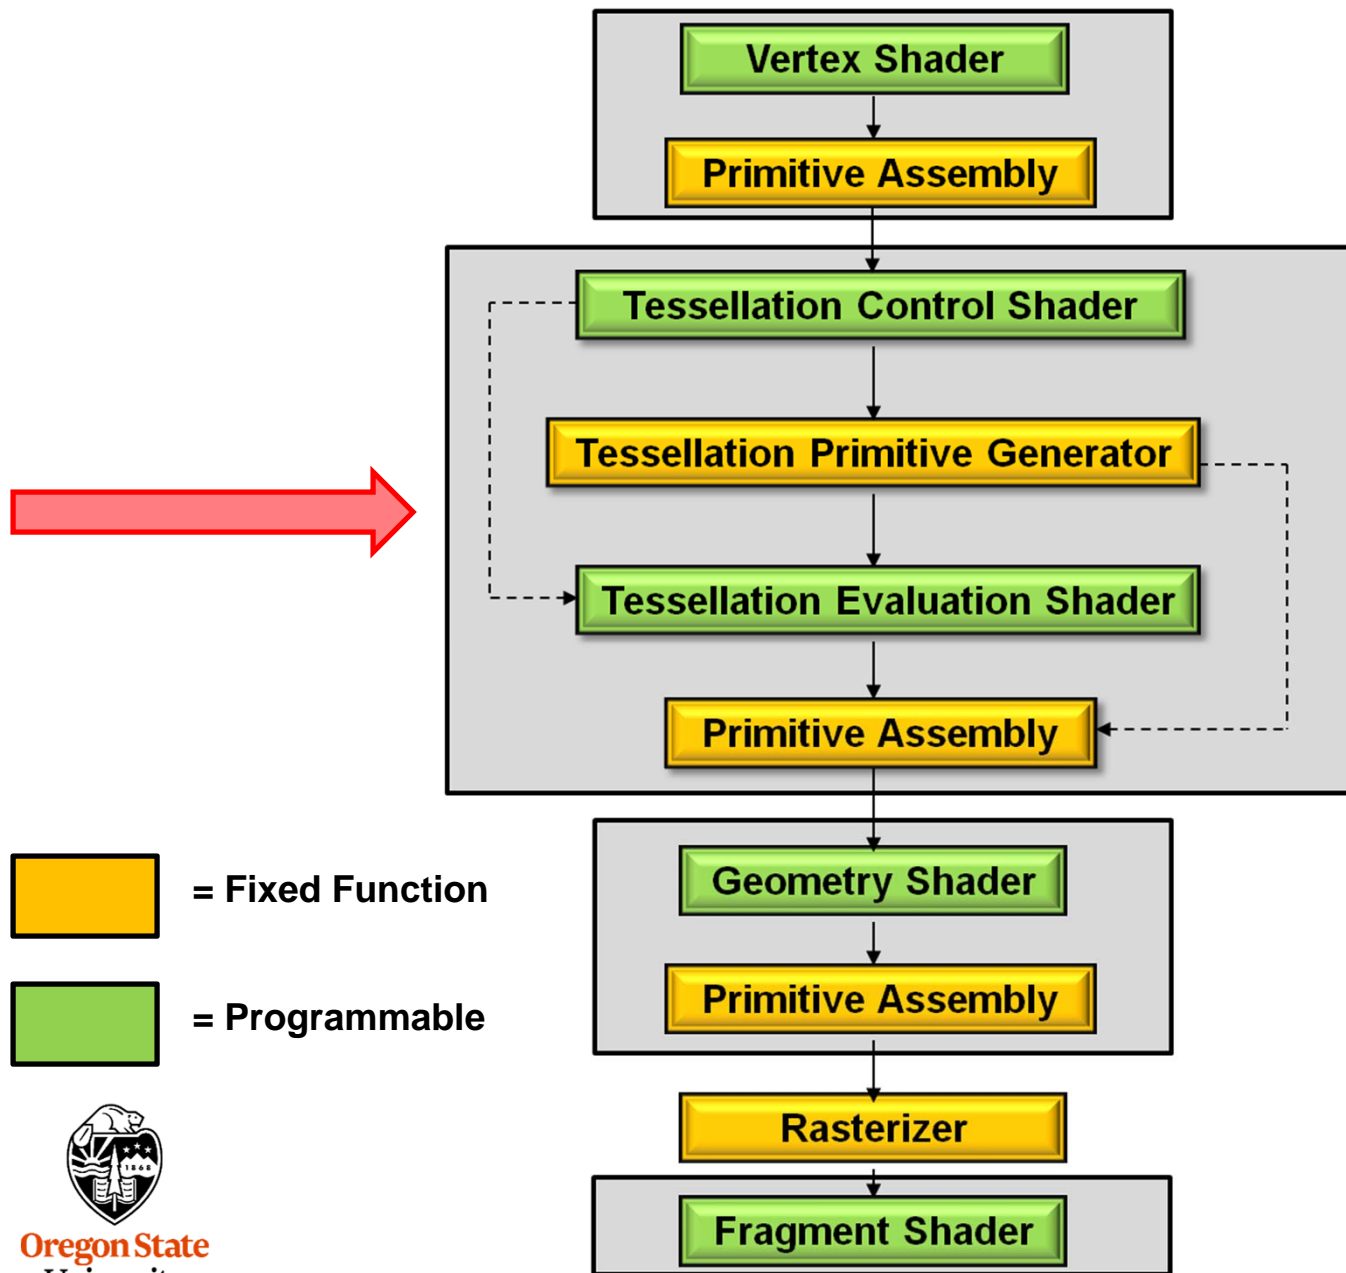 Vertex Shader
Primitive Assembly
Tessellation Control Shader
Tessellation Primitive Generator
Tessellation Evaluation Shader
Primitive Assembly
Geometry Shader
= Fixed Function
Primitive Assembly
= Programmable
Rasterizer
1868
Fragment Shader
Oregon State